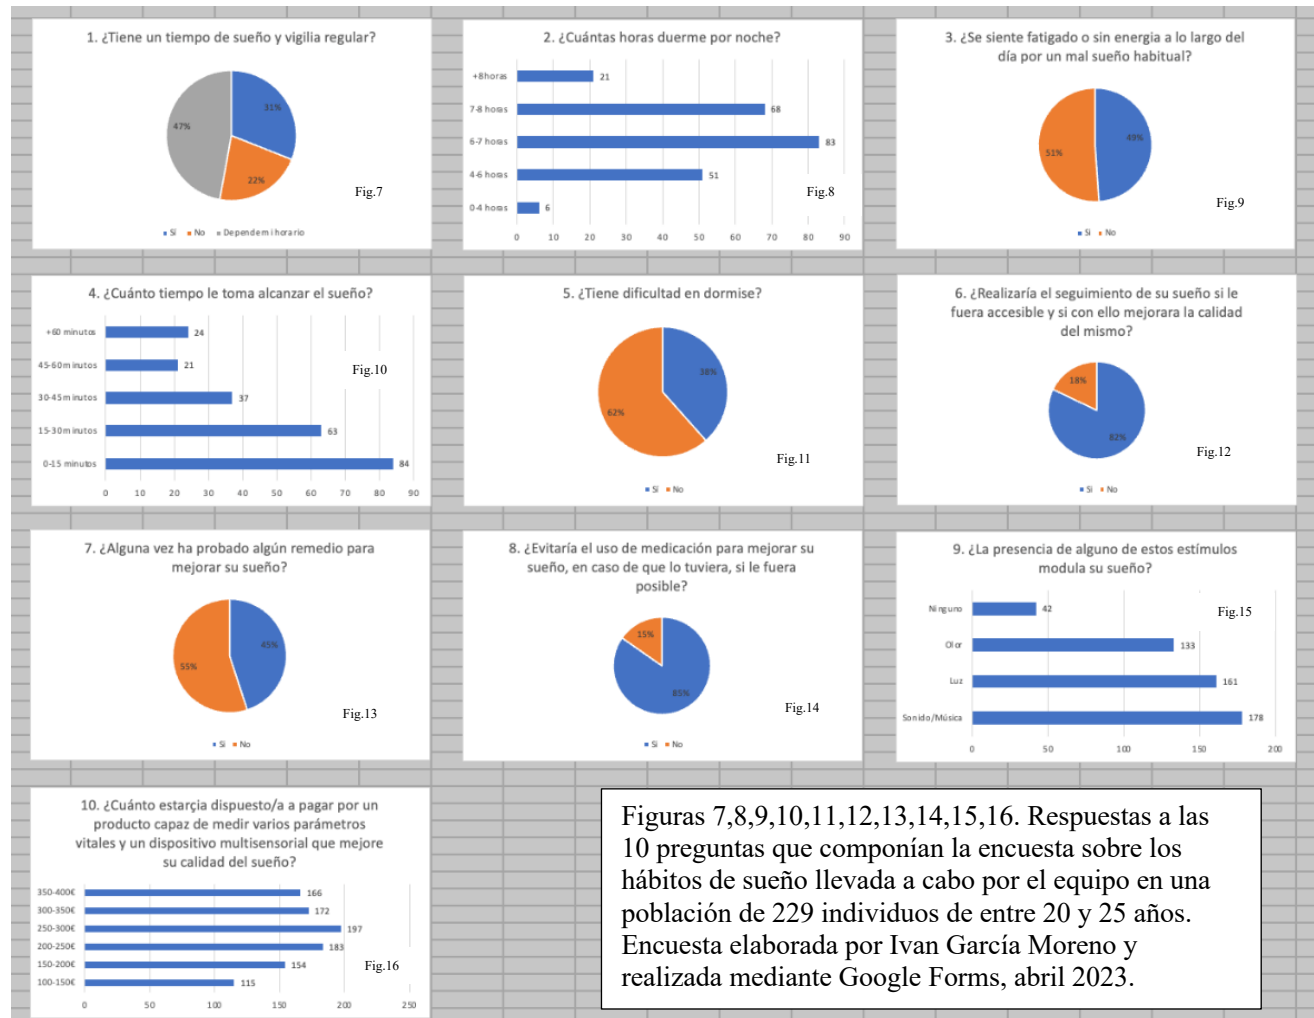 1. ¿Tiene un tiempo de sueño y vigilia regular?
31%
47%
22%
Fig.7
Sí No Depende mi horario
2. ¿Cuántas horas duerme por noche?
+8horas 21
7-8 horas 68
6-7 horas 83
4-6 horas 51
0-4 horas 6
Fig.8
0 10 20 30 40 50 60 70 80 90
3. ¿Se siente fatigado o sin energia a lo largo del
día por un mal sueño habitual?
49%
51%
Fig.9
Sí No
4. ¿Cuánto tiempo le toma alcanzar el sueño?
+60 minutos 24
45-60 minutos 21
Fig.10
30-45 minutos 37
15-30 minutos 63
0-15 minutos 84
0 10 20 30 40 50 60 70 80 90
5. ¿Tiene dificultad en dormise?
38%
62%
Fig.11
Sí No
6. ¿Realizaría el seguimiento de su sueño si le
fuera accesible y si con ello mejorara la calidad
del mismo?
18%
82%
Fig.12
Sí No
7. ¿Alguna vez ha probado algún remedio para
mejorar su sueño?
45%
55%
Fig.13
Sí No
8. ¿Evitaría el uso de medicación para mejorar su
sueño, en caso de que lo tuviera, si le fuera
posible?
15%
85%
Fig.14
Sí No
9. ¿La presencia de alguno de estos estímulos
modula su sueño?
Ninguno 42
Fig.15
Olor 133
Luz 161
Sonido/Música 178
0 50 100 150 200
10. ¿Cuánto estarçia dispuesto/a a pagar por un
producto capaz de medir varios parámetros
vitales y un dispositivo multisensorial que mejore
su calidad del sueño?
350-400€ 166
300-350€ 172
250-300€ 197
200-250€ 183
150-200€ 154
Fig.16
100-150€ 115
0 50 100 150 200 250
Figuras 7,8,9,10,11,12,13,14,15,16. Respuestas a las
10 preguntas que componían la encuesta sobre los
hábitos de sueño llevada a cabo por el equipo en una
población de 229 individuos de entre 20 y 25 años.
Encuesta elaborada por Ivan García Moreno y
realizada mediante Google Forms, abril 2023.